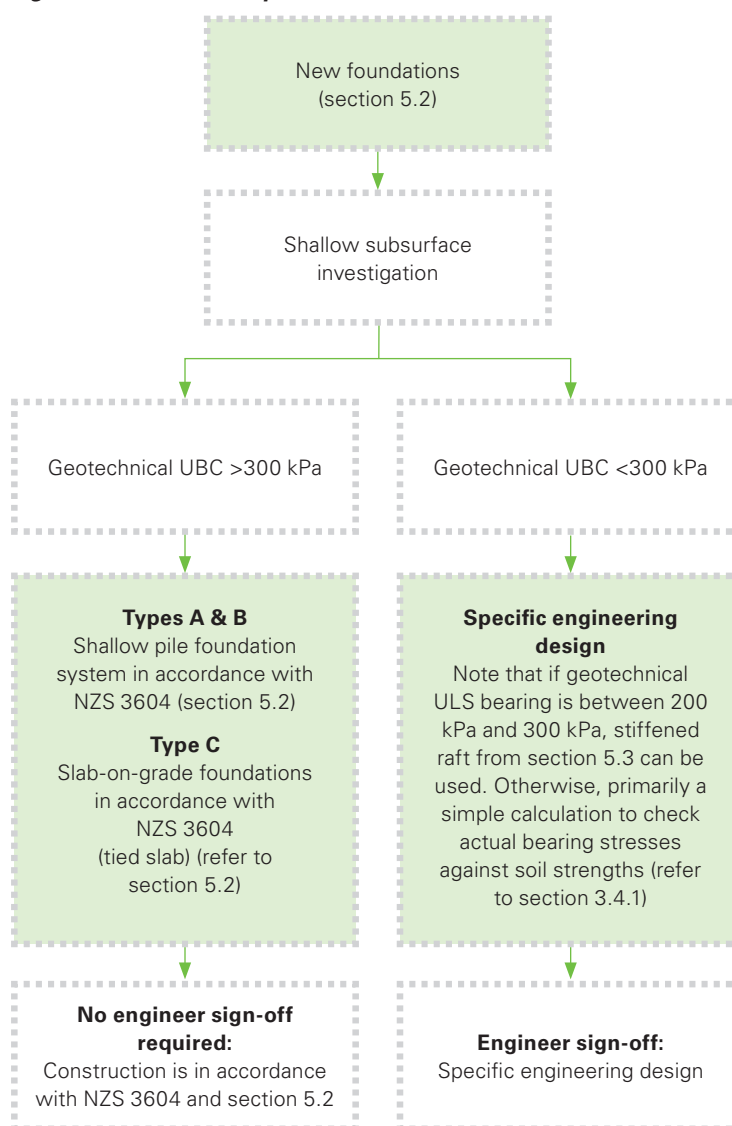 New foundations
(section 5.2)
Shallow subsurface
investigation
Geotechnical UBC >300 kPa
Geotechnical UBC <300 kPa
Types A & B
Shallow pile foundation
system in accordance with
NZS 3604 (section 5.2)
Type C
Slab-on-grade foundations
in accordance with
NZS 3604
(tied slab) (refer to
section 5.2)
Specific engineering
design
Note that if geotechnical
ULS bearing is between 200
kPa and 300 kPa, stiffened
raft from section 5.3 can be
used. Otherwise, primarily a
simple calculation to check
actual bearing stresses
against soil strengths (refer
to section 3.4.1)
No engineer sign-off
required:
Construction is in accordance
with NZS 3604 and section 5.2
Engineer sign-off:
Specific engineering design